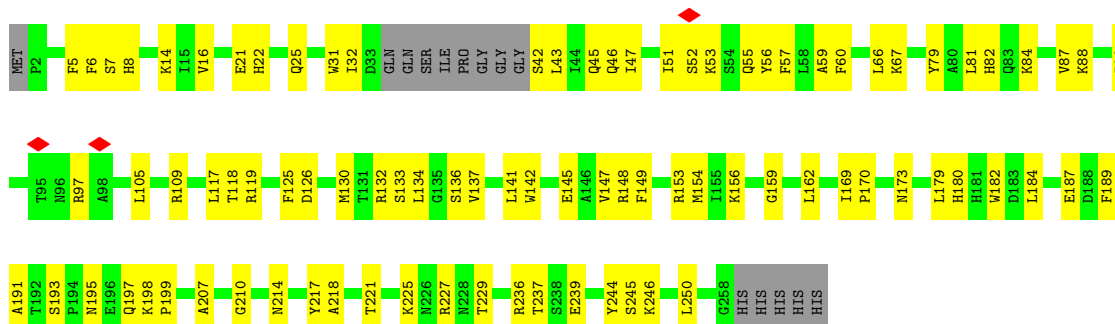 MET P2 F5 F6 S7 H8 K14 I15 V16 E21 H22 Q25 W31 I32 D33 GLN GLN SER ILE PRO GLY GLY GLY S42 L43 I44 Q45 Q46 I47 I51 S52 K53 S54 Q55 Y56 F57 L58 A59 F60 L66 K67 Y79 A80 L81 H82 Q83 K84 V87 K88
T95 N96 R97 A98 L105 R109 L117 T118 R119 F125 D126 M130 T131 R132 S133 L134 G135 S136 V137 L141 W142 E145 A146 V147 R148 F149 R153 M154 I155 K156 G159 L162 I169 P170 N173 L179 H180 H181 W182 D183 L184 E187 D188 F189
A191 T192 S193 P194 N195 E196 Q197 K198 P199 A207 G210 N214 Y217 A218 T221 K225 N226 R227 N228 T229 R236 T237 S238 E239 Y244 S245 K246 L250 G258 HIS HIS HIS HIS HIS